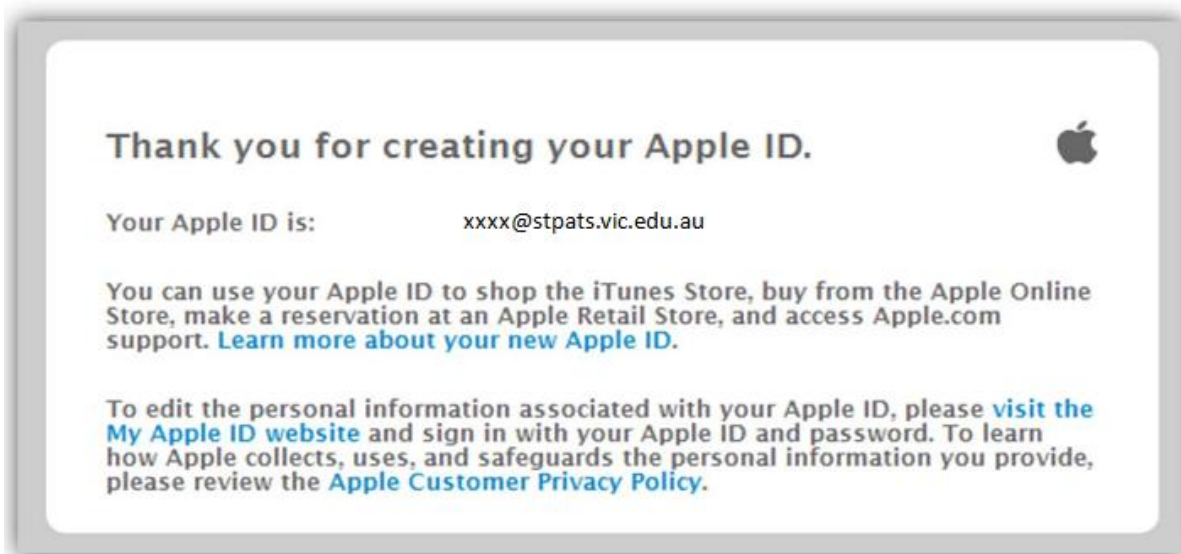 Thank you for creating your Apple ID.
Your Apple ID is: xxxx@stpats.vic.edu.au
You can use your Apple ID to shop the iTunes Store, buy from the Apple Online
Store, make a reservation at an Apple Retail Store, and access Apple.com
support. Learn more about your new Apple ID.
To edit the personal information associated with your Apple ID, please visit the
My Apple ID website and sign in with your Apple ID and password. To learn
how Apple collects, uses, and safeguards the personal information you provide,
please review the Apple Customer Privacy Policy.